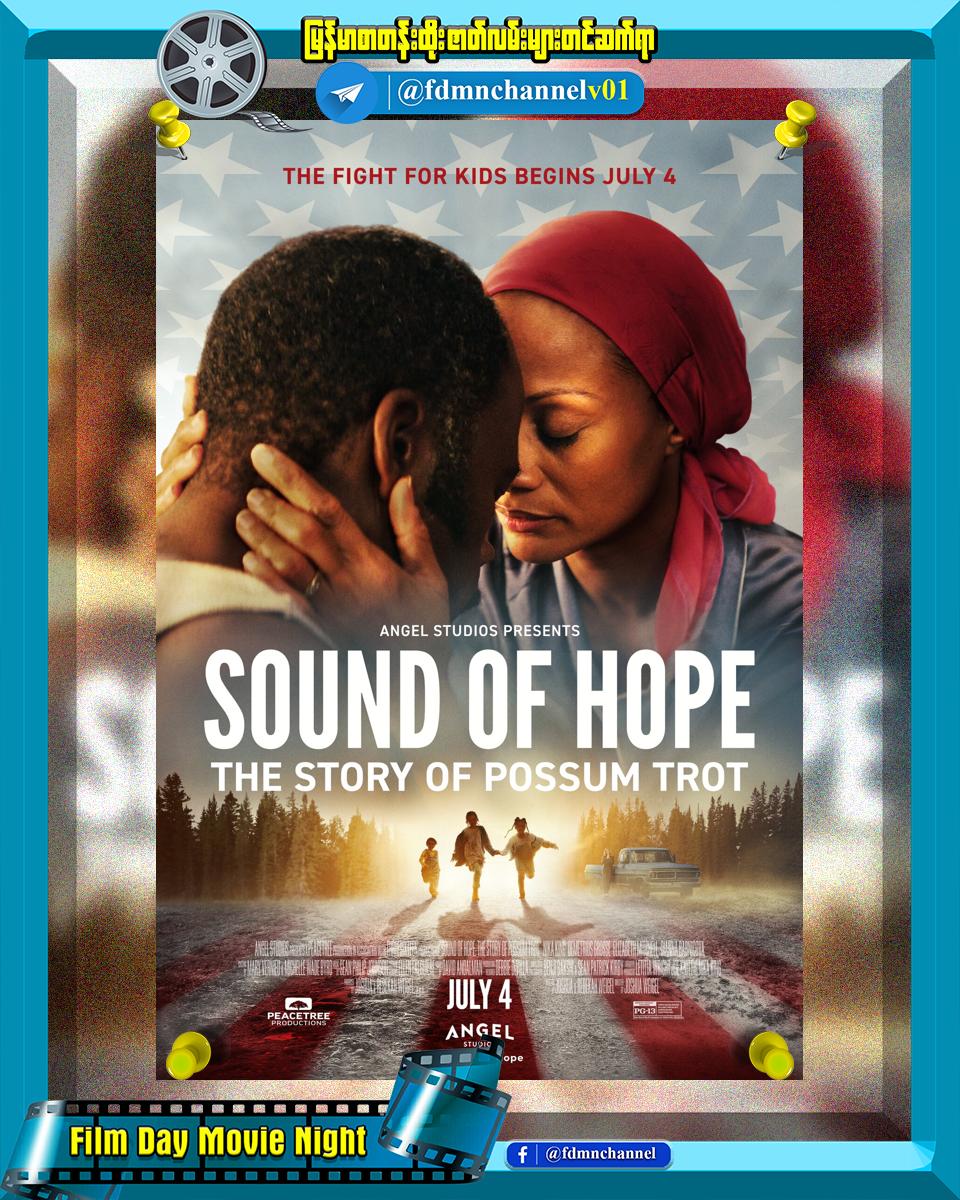 မြန်မာစာတန်းထိုးဇာတ်လမ်းများတင်ဆက်ရာ
@fdmnchannelv01
THE FIGHT FOR KIDS BEGINS JULY 4
ANGEL STUDIOS PRESENTS
SOUND OF HOPE
THE STORY OF POSSUM TROT
JULY 4
PEACETREE
PRODUCTIONS
PG-13
ANGEL
STUDIO
ope
Film Day Movie Night
@fdmnchannel